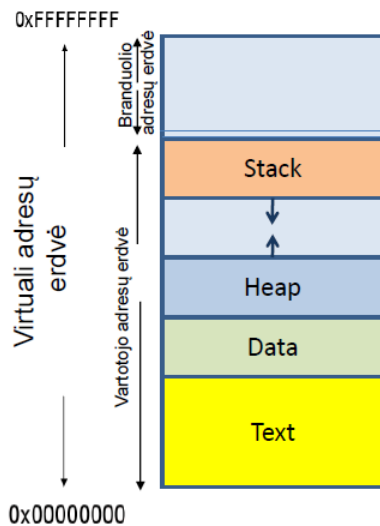 0xFFFFFFFF
Branduolio
adresų erdvė
Virtuali adresų
erdvė
Vartotojo adresų erdvė
Stack
Heap
Data
Text
0x00000000